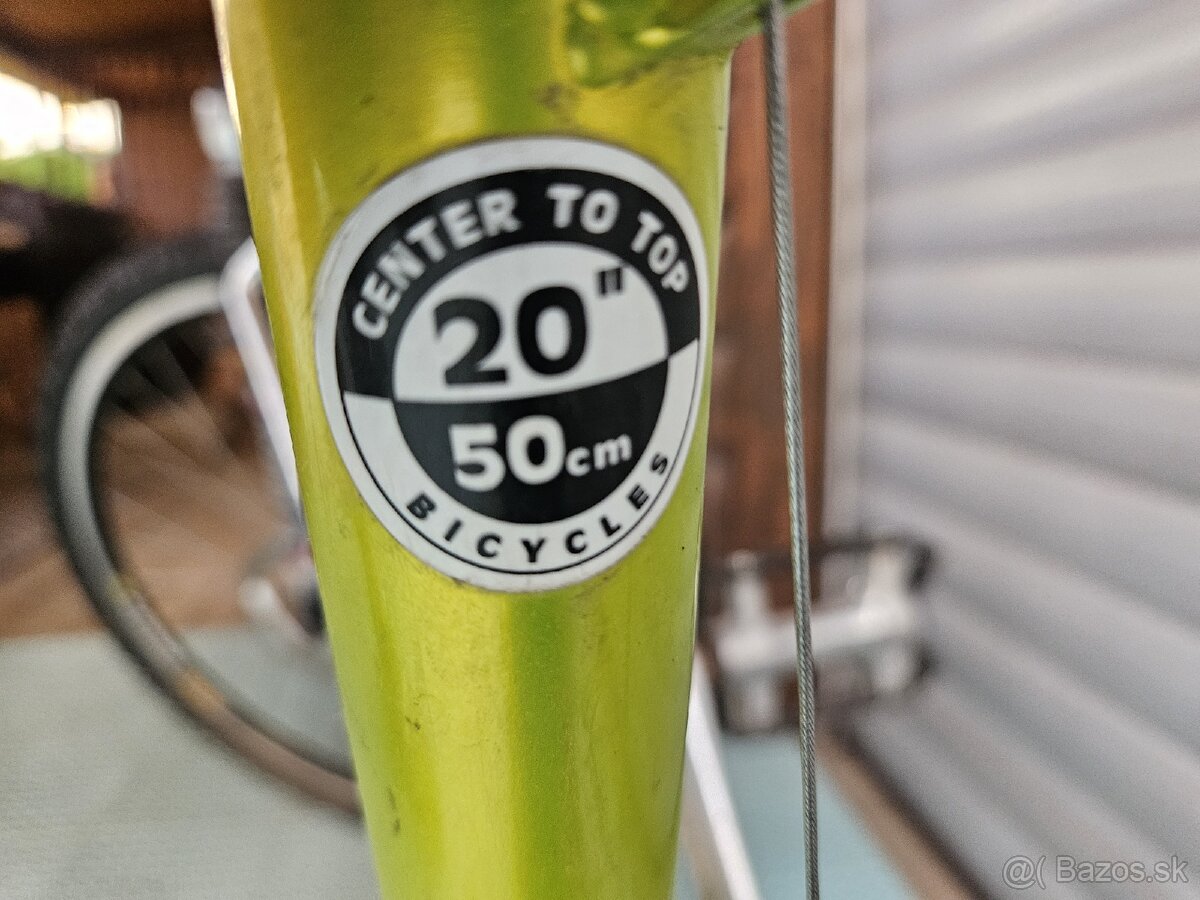 CENTER TO TOP
20"
50cm
BICYCLES
@( Bazos.sk